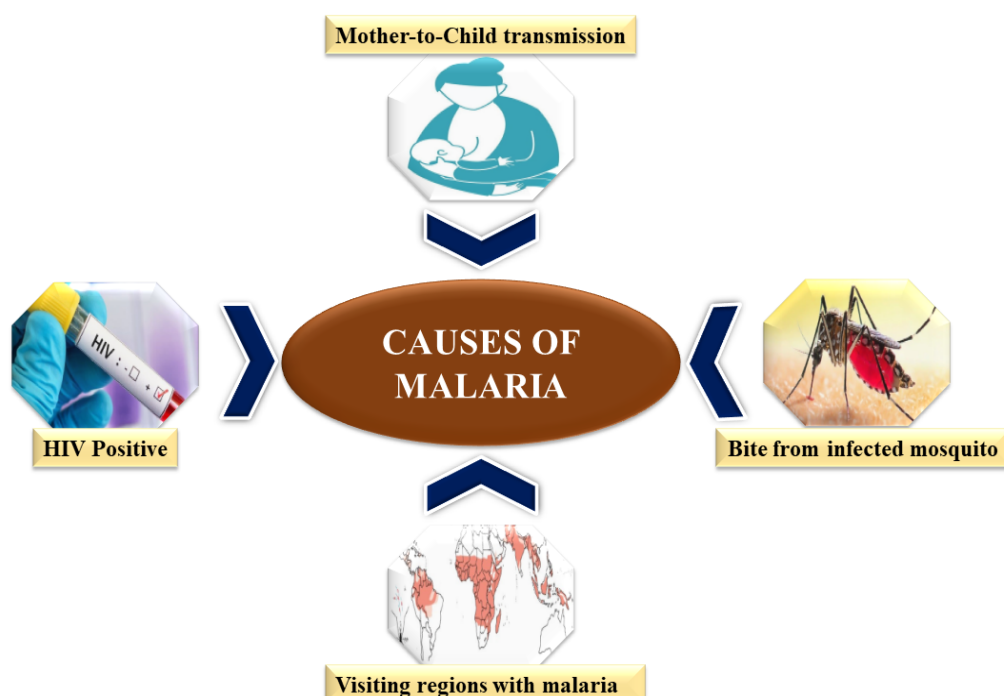 Mother-to-Child transmission
HIV : - +
CAUSES OF
MALARIA
HIV Positive
Bite from infected mosquito
Visiting regions with malaria